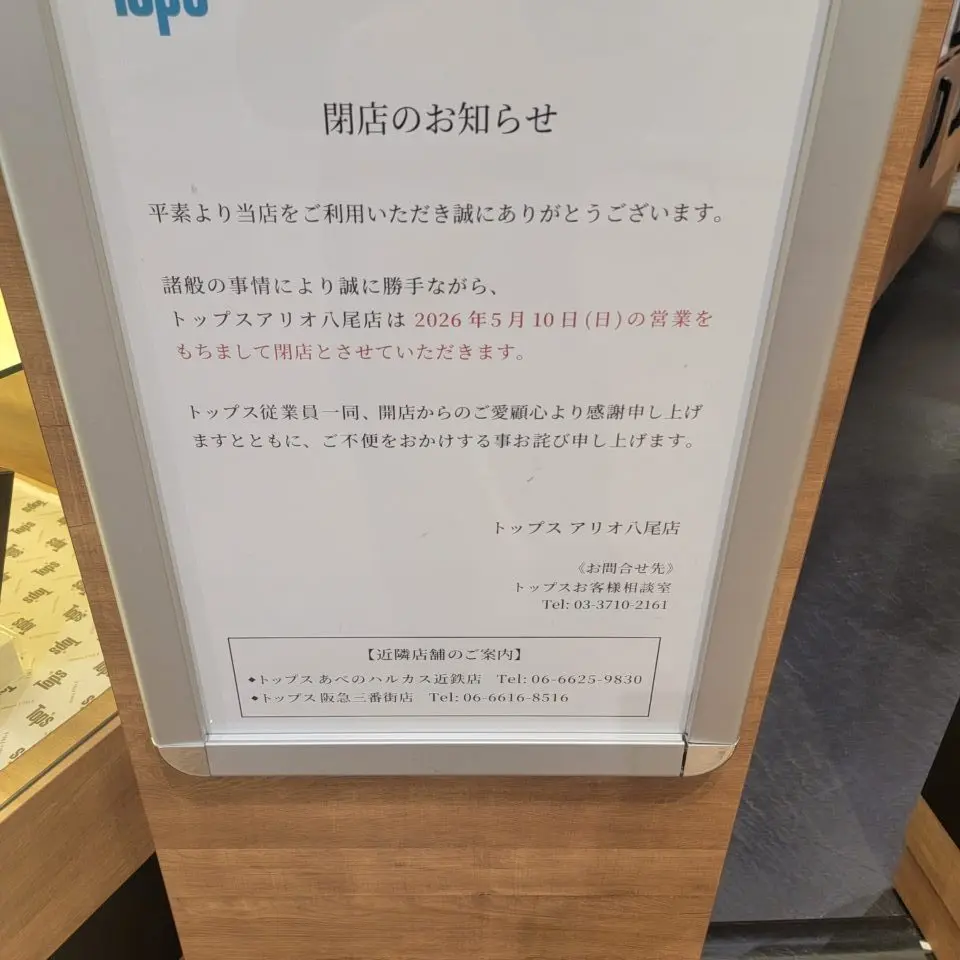 Tops
閉店のお知らせ
平素より当店をご利用いただき誠にありがとうございます。
諸般の事情により誠に勝手ながら、
トップスアリオ八尾店は 2026年5月10日(日)の営業を
もちまして閉店とさせていただきます。
トップス従業員一同、開店からのご愛顧心より感謝申し上げ
ますとともに、ご不便をおかけする事お詫び申し上げます。
トップス アリオ八尾店
《お問合せ先》
トップスお客様相談室
Tel: 03-3710-2161
【近隣店舗のご案内】
◆トップス あべのハルカス近鉄店 Tel: 06-6625-9830
◆トップス 阪急三番街店 Tel: 06-6616-8516
Top's
Tops
Tops
Tops